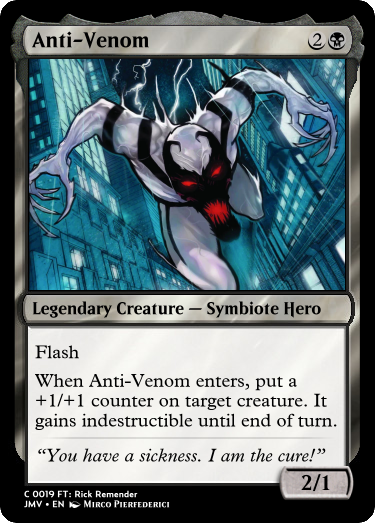 Anti-Venom 2
Legendary Creature — Symbiote Hero
Flash
When Anti-Venom enters, put a
+1/+1 counter on target creature. It
gains indestructible until end of turn.
“You have a sickness. I am the cure!”
2/1
C 0019 FT: Rick Remender
JMV • EN Mirco Pierfederici